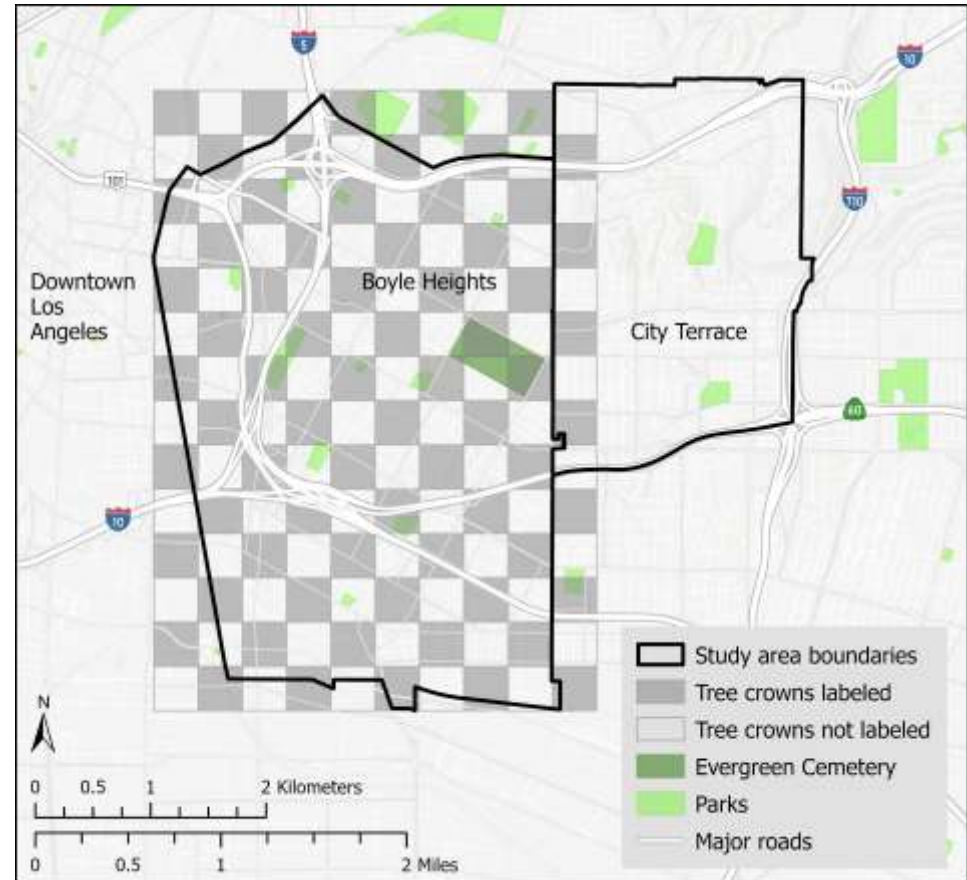 5
10
101
710
Downtown
Los
Angeles
Boyle Heights
City Terrace
60
10
Study area boundaries
Tree crowns labeled
Tree crowns not labeled
Evergreen Cemetery
Parks
Major roads
N
0 0.5 1 2 Kilometers
0 0.5 1 2 Miles